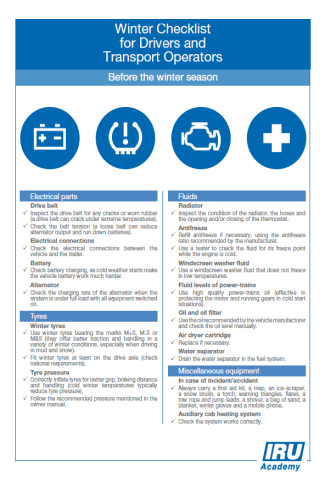 Winter Checklist
for Drivers and
Transport Operators
Before the winter season
Electrical parts
Drive belt
✓ Inspect the drive belt for any cracks or worn rubber
(a drive belt can crack under extreme temperatures).
✓ Check the belt tension (a loose belt can reduce
alternator output and run down batteries).
Electrical connections
✓ Check the electrical connections between the
vehicle and the trailer.
Battery
✓ Check battery charging, as cold weather starts make
the vehicle battery work much harder.
Alternator
✓ Check the charging rate of the alternator when the
system is under full load with all equipment switched
on.
Tyres
Winter tyres
✓ Use winter tyres bearing the marks M+S, M.S or
M&S (they offer better traction and handling in a
variety of winter conditions, especially when driving
in mud and snow).
✓ Fit winter tyres at least on the drive axle (check
national requirements).
Tyre pressure
✓ Correctly inflate tyres for better grip, braking distance
and handling (cold winter temperatures typically
reduce tyre pressure).
✓ Follow the recommended pressure mentioned in the
owner manual.
Fluids
Radiator
✓ Inspect the condition of the radiator, the hoses and
the opening and/or closing of the thermostat.
Antifreeze
✓ Refill antifreeze if necessary, using the antifreeze
ratio recommended by the manufacturer.
✓ Use a tester to check the fluid for its freeze point
while the engine is cold.
Windscreen washer fluid
✓ Use a windscreen washer fluid that does not freeze
in low temperatures.
Fluid levels of power-trains
✓ Use high quality power-trains oil (effective in
protecting the motor and running gears in cold start
situations).
Oil and oil filter
✓ Use the oil recommended by the vehicle manufacturer
and check the oil level manually.
Air dryer cartridge
✓ Replace if necessary.
Water separator
✓ Drain the water separator in the fuel system.
Miscellaneous equipment
In case of incident/accident
✓ Always carry a first aid kit, a map, an ice-scraper,
a snow brush, a torch, warning triangles, flares, a
tow rope and jump leads, a shovel, a bag of sand, a
blanket, winter gloves and a mobile phone.
Auxiliary cab heating system
✓ Check the system works correctly.
IRU
Academy